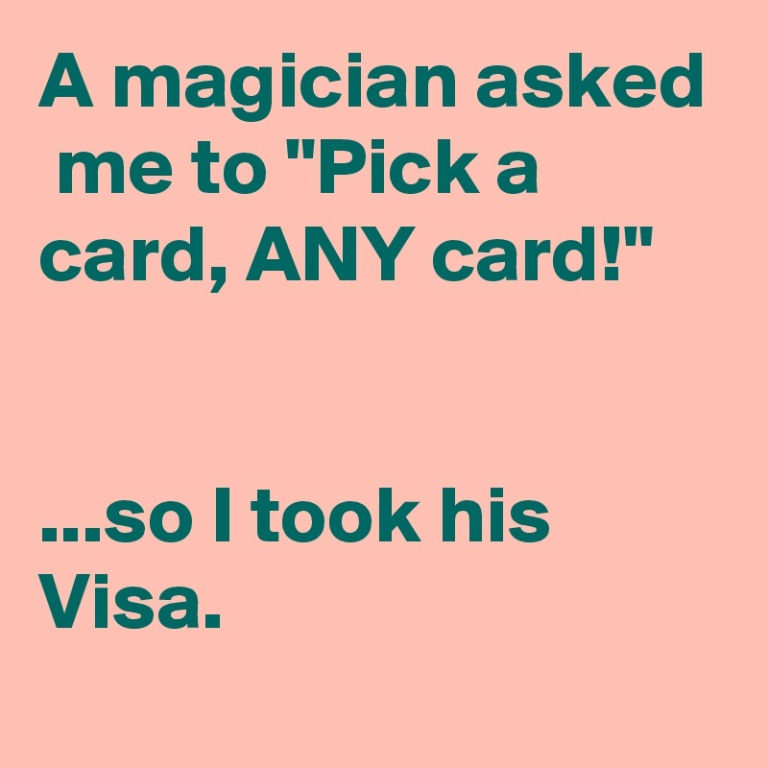 A magician asked
me to "Pick a
card, ANY card!"
...so I took his
Visa.